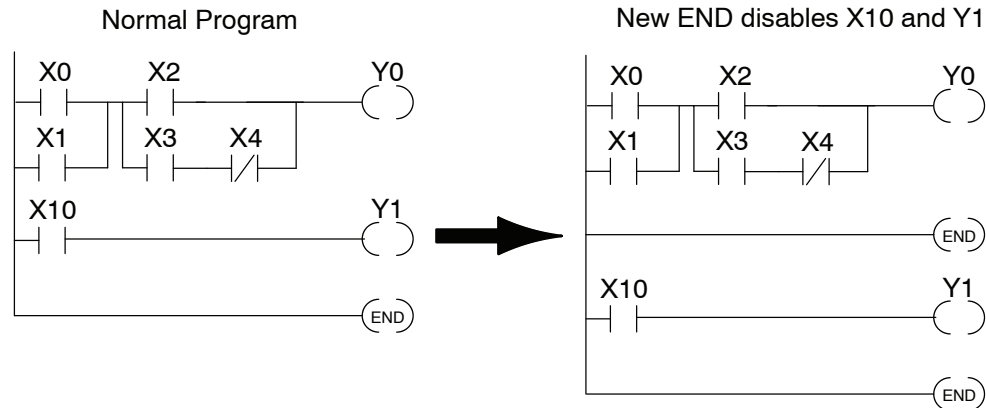 Normal Program
X0 X2 Y0
X1 X3 X4
X10 Y1
END
New END disables X10 and Y1
X0 X2 Y0
X1 X3 X4
END
X10 Y1
END